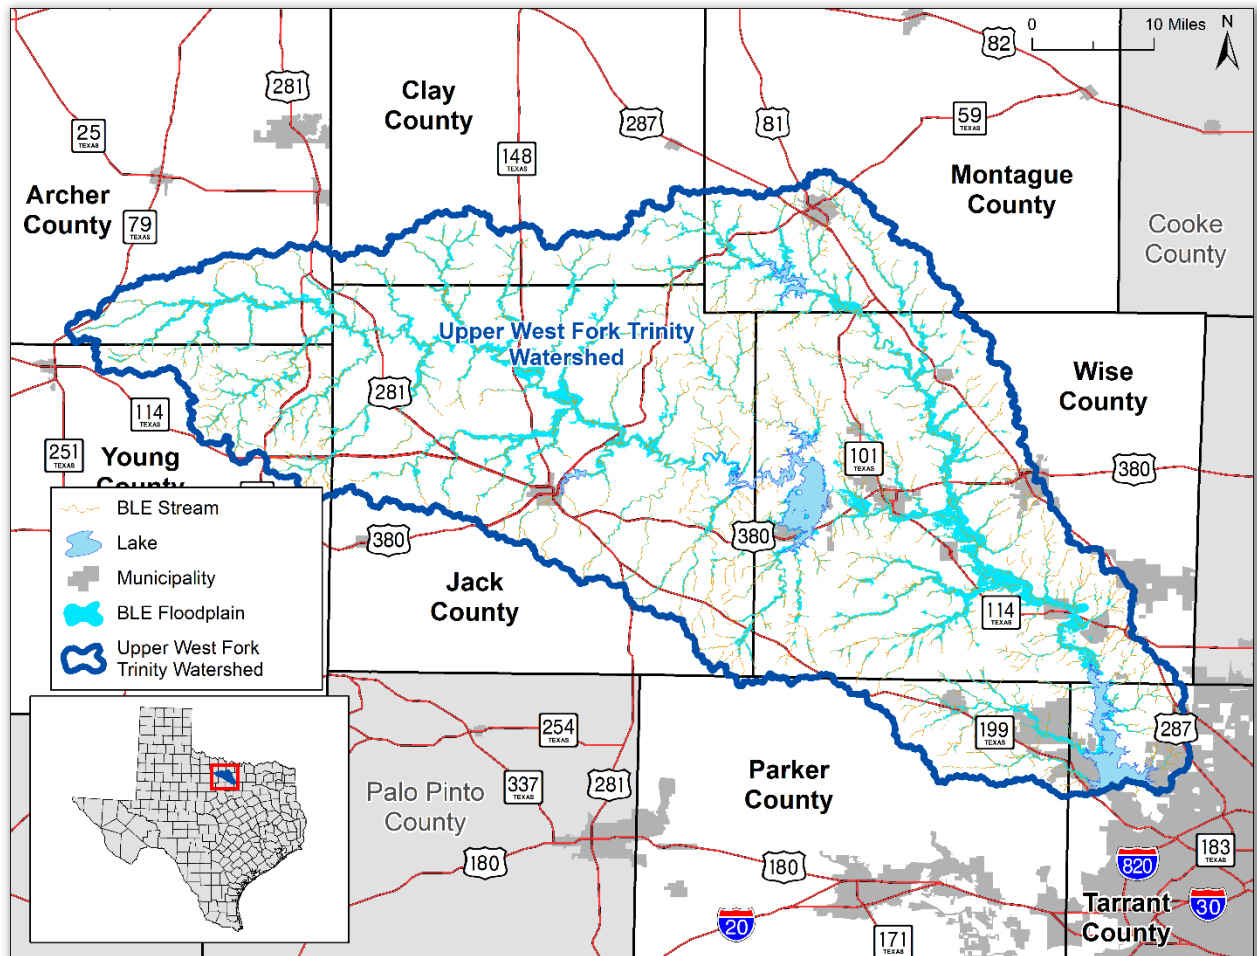 0 10 Miles N
82
281
Clay
County
287
81
59
TEXAS
25
TEXAS
148
TEXAS
Archer
County
Montague
County
79
TEXAS
Cooke
County
Upper West Fork Trinity
Watershed
281
Wise
County
114
TEXAS
251
TEXAS
101
TEXAS
380
Young
County
BLE Stream
Lake
Municipality
BLE Floodplain
Upper West Fork
Trinity Watershed
380
380
Jack
County
114
TEXAS
199
TEXAS
287
254
TEXAS
337
TEXAS
281
Parker
County
Palo Pinto
County
180
180
183
TEXAS
820
30
20
171
Tarrant
County